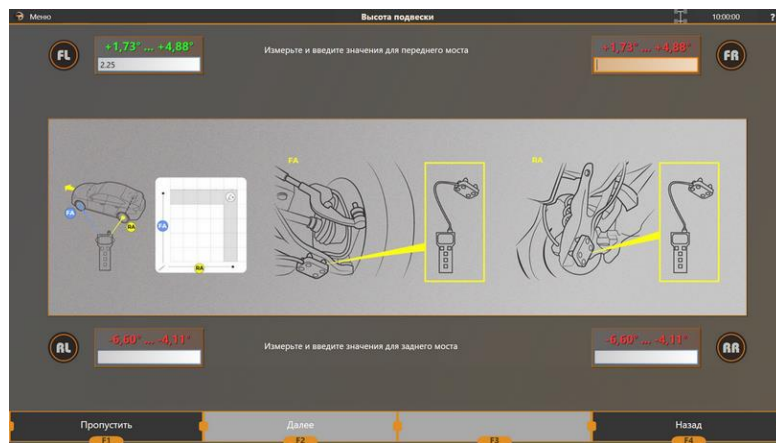 Меню
Высота подвески
10:00:00
?
FL
+1,73° ... +4,88°
2.25
Измерьте и введите значения для переднего моста
+1,73° ... +4,88°
FR
FA
RA
FA
RA
FA
RA
RL
-6,60° ... -4,11°
Измерьте и введите значения для заднего моста
-6,60° ... -4,11°
RR
Пропустить
Далее
Назад
F1
F2
F3
F4